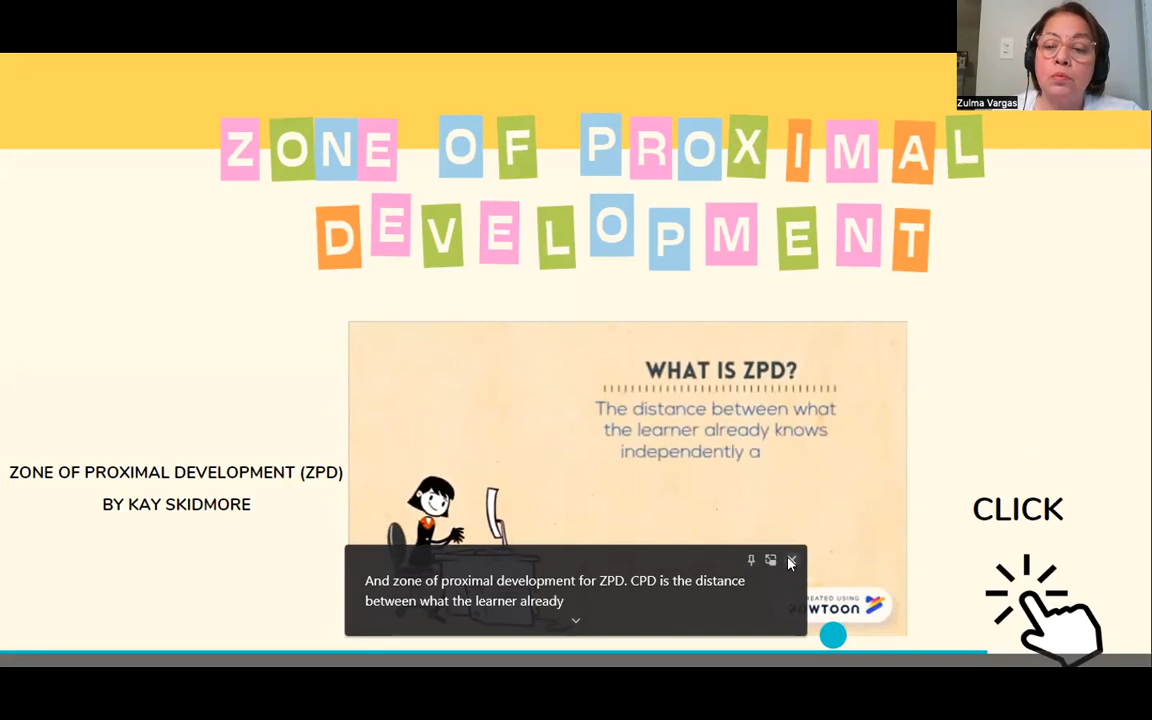 Zulma Vargas
ZONE OF PROXIMAL
DEVELOPMENT
WHAT IS ZPD?
The distance between what
the learner already knows
independently a
ZONE OF PROXIMAL DEVELOPMENT (ZPD)
BY KAY SKIDMORE
CLICK
And zone of proximal development for ZPD. CPD is the distance
between what the learner already